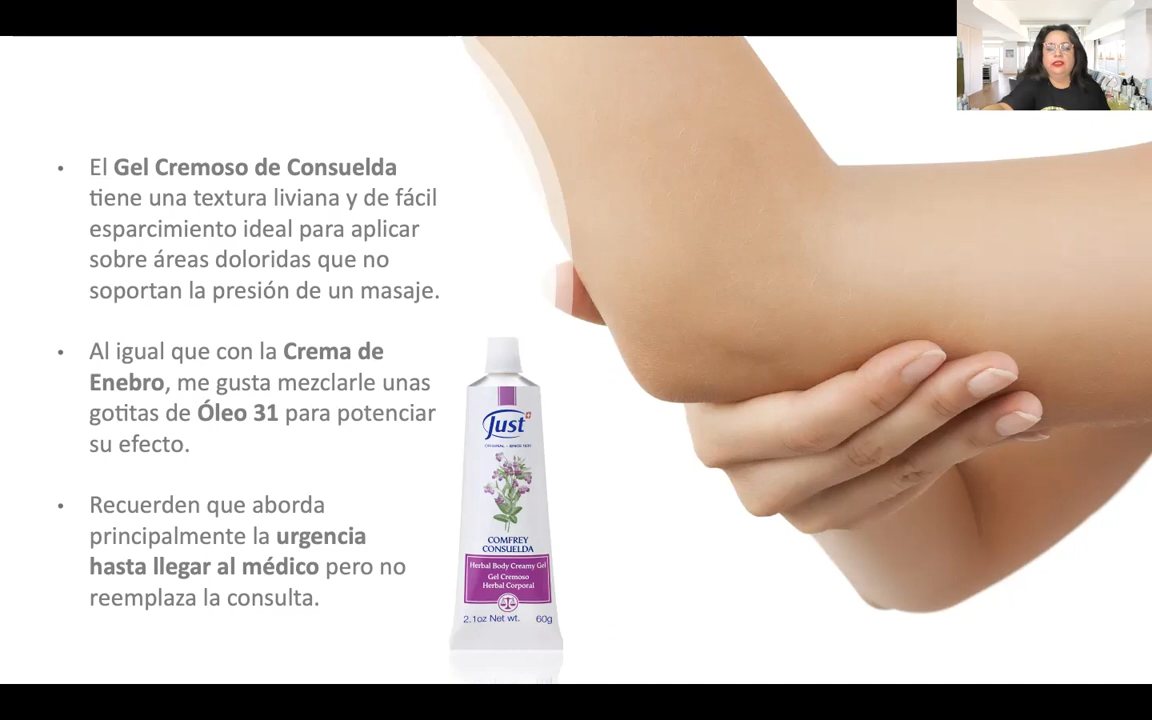 El Gel Cremoso de Consuelda
tiene una textura liviana y de fácil
esparcimiento ideal para aplicar
sobre áreas doloridas que no
soportan la presión de un masaje.
Al igual que con la Crema de
Enebro, me gusta mezclarle unas
gotitas de Óleo 31 para potenciar
su efecto.
Recuerden que aborda
principalmente la urgencia
hasta llegar al médico pero no
reemplaza la consulta.
Just
ORIGINAL - SINCE 1930
COMFREY
CONSUELDA
Herbal Body Creamy Gel
Gel Cremoso
Herbal Corporal
2.1oz Net wt. 60g